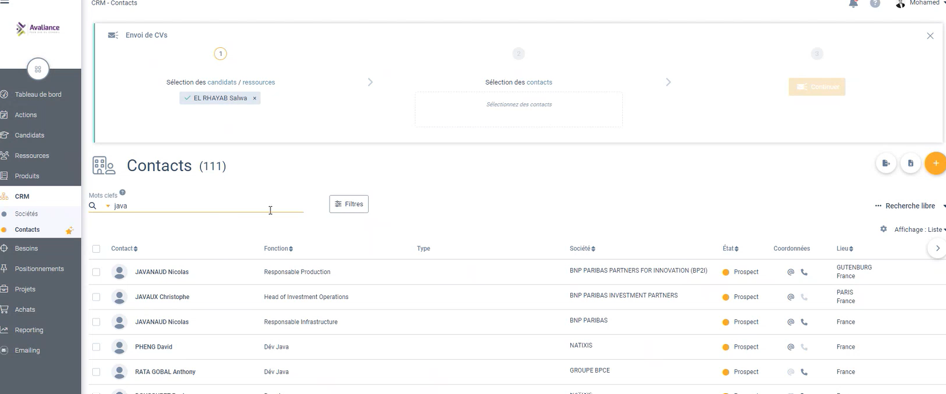 CRM - Contacts
Mohamed
Avaliance
Envoi de CVs
1
2
3
Sélection des candidats / ressources
Sélection des contacts
Continuer
EL RHAYAB Salwa ×
Sélectionnez des contacts
Tableau de bord
Actions
Candidats
Ressources
Produits
CRM
Sociétés
Contacts
Besoins
Positionnements
Projets
Achats
Reporting
Emailing
Contacts (111)
Mots clefs ?
java
Filtres
Recherche libre
Affichage : Liste
Contact Fonction Type Société État Coordonnées Lieu
JAVANAUD Nicolas Responsable Production BNP PARIBAS PARTNERS FOR INNOVATION (BP2I) Prospect GUTENBURG
France
JAVAUX Christophe Head of Investment Operations BNP PARIBAS INVESTMENT PARTNERS Prospect PARIS
France
JAVANAUD Nicolas Responsable Infrastructure BNP PARIBAS Prospect France
PHENG David Dév Java NATIXIS Prospect France
RATA GOBAL Anthony Dév Java GROUPE BPCE Prospect France